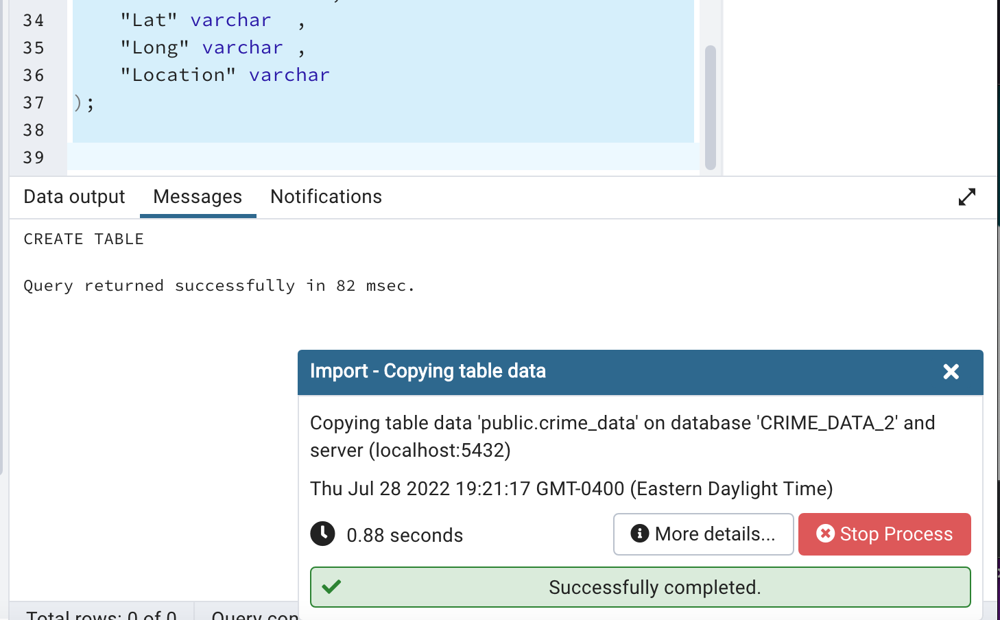 34 "Lat" varchar ,
35 "Long" varchar ,
36 "Location" varchar
37 );
38
39
Data output Messages Notifications
CREATE TABLE
Query returned successfully in 82 msec.
Import - Copying table data
Copying table data 'public.crime_data' on database 'CRIME_DATA_2' and
server (localhost:5432)
Thu Jul 28 2022 19:21:17 GMT-0400 (Eastern Daylight Time)
0.88 seconds More details... Stop Process
Successfully completed.
Total rows: 0 of 0 Query con